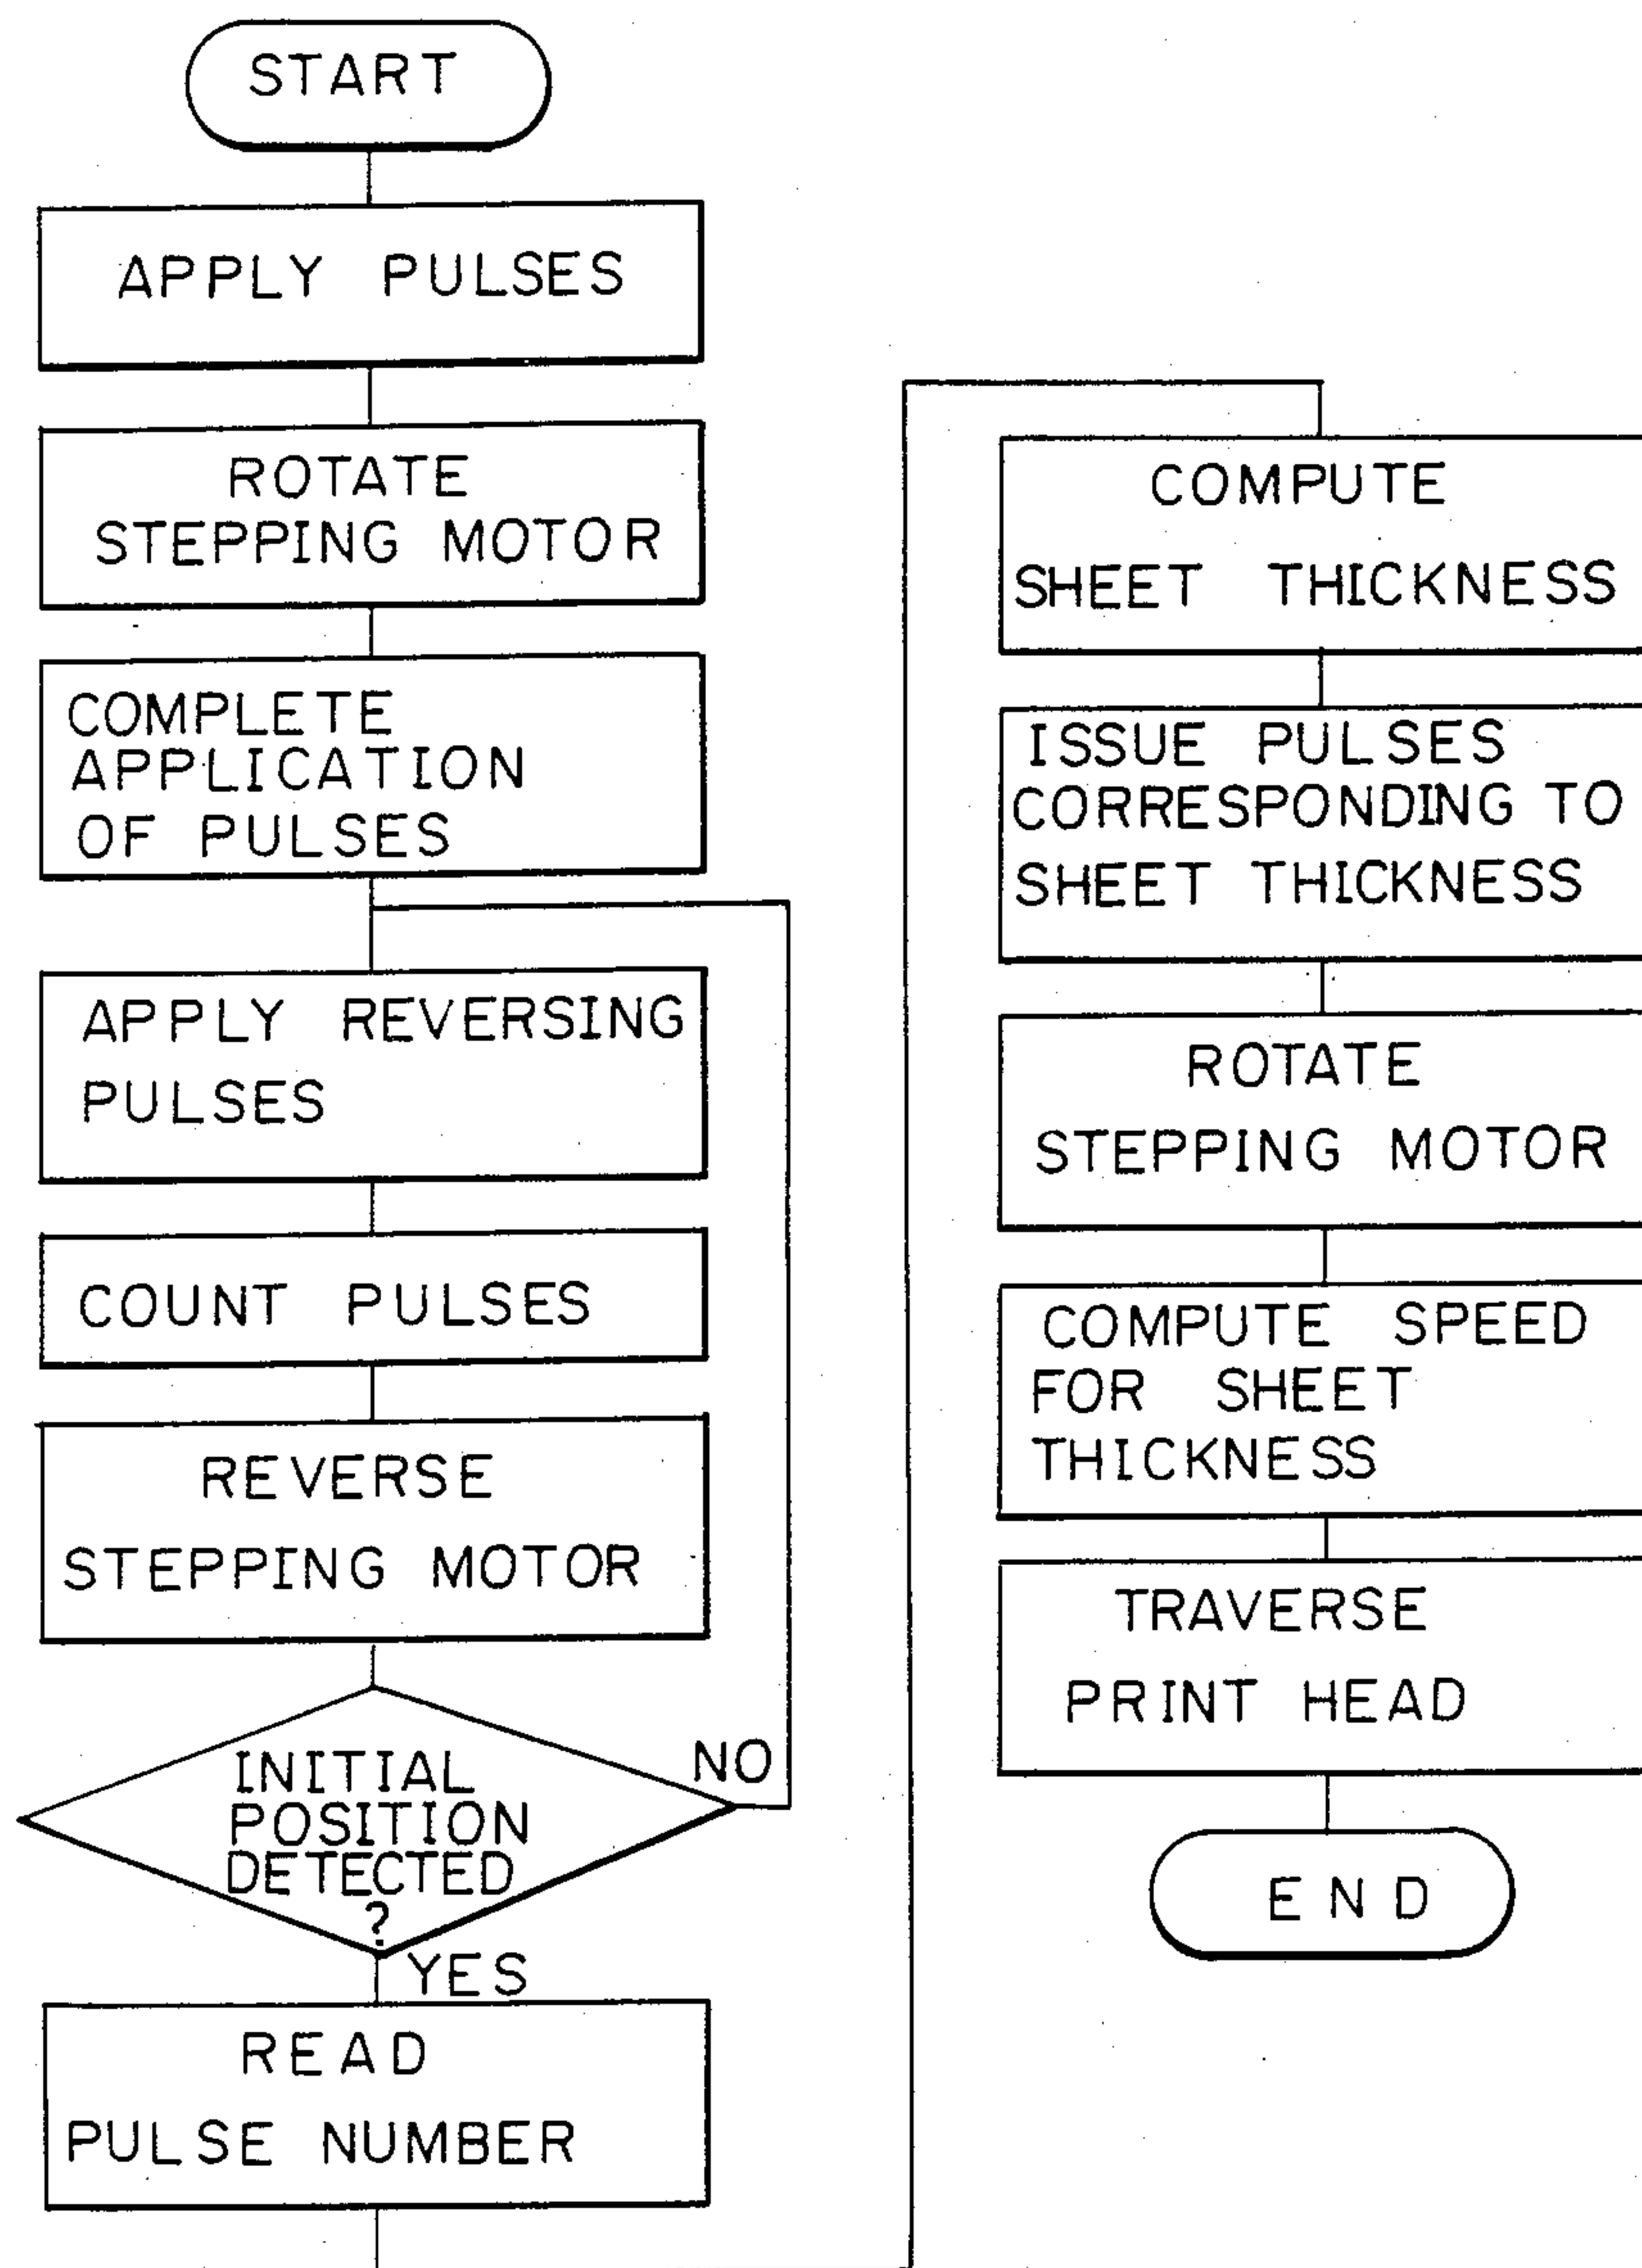 START
APPLY PULSES
ROTATE
STEPPING MOTOR
COMPLETE
APPLICATION
OF PULSES
APPLY REVERSING
PULSES
COUNT PULSES
REVERSE
STEPPING MOTOR
INITIAL
POSITION
DETECTED
?
NO
YES
READ
PULSE NUMBER
COMPUTE
SHEET THICKNESS
ISSUE PULSES
CORRESPONDING TO
SHEET THICKNESS
ROTATE
STEPPING MOTOR
COMPUTE SPEED
FOR SHEET
THICKNESS
TRAVERSE
PRINT HEAD
END